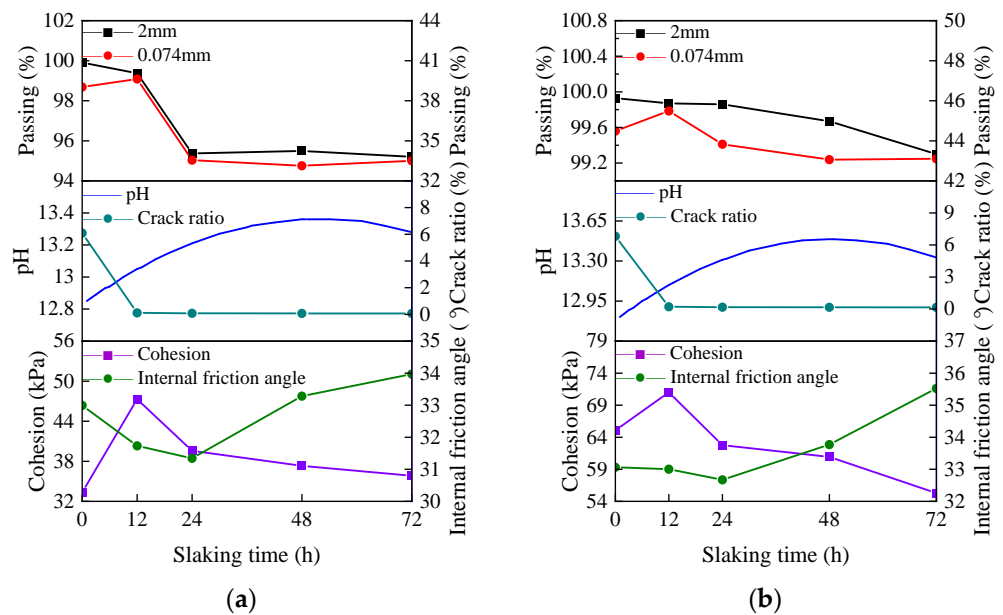 102 44 100.8 50
2mm 2mm
0.074mm 0.074mm
100 41 100.4 48
98 39 100.0 46
96 36 99.6 45
94 35 99.2 43
32 42
Passing (%) Passing (%) Passing (%) Passing (%)
pH pH
Crack ratio Crack ratio
13.4 8 13.65 9
13.2 6 13.30 6
13 4 12.95 3
12.8 2 0
0
pH Crack ratio (%) pH Crack ratio (%)
56 35 79 37
Cohesion Cohesion
Internal friction angle Internal friction angle
50 34 74 36
44 33 69 35
38 32 64 34
32 31 59 33
30 54 32
Cohesion (kPa) Internal friction angle (°) Cohesion (kPa) Internal friction angle (°)
0 12 24 48 72 0 12 24 48 72
Slaking time (h) Slaking time (h)
(a) (b)